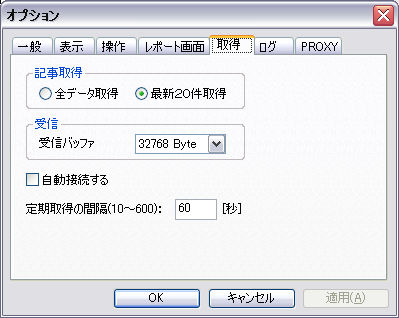 オプション
一般 表示 操作 レポート画面 取得 ログ PROXY
記事取得
全データ取得 最新20件取得
受信
受信バッファ 32768 Byte
自動接続する
定期取得の間隔(10～600): 60 [秒]
OK キャンセル 適用(A)